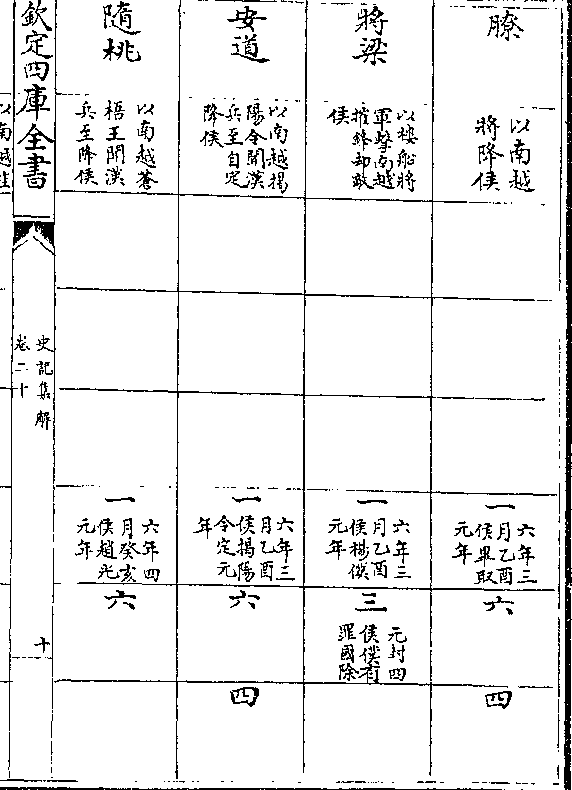 膫
以南越
將降侯
一
六年三
月乙酉
侯畢取
元年
六
四
將梁
以樓船將
軍擊南越
搉鋒却敵
侯
一
六年三
月乙酉
侯楊僕
元年
三
元封四
侯僕有
罪國除
安道
以南越揭
陽令聞漢
兵至自定
降侯
一
六年三
月乙酉
侯揭陽
令定元
年
六
四
隨桃
以南越蒼
梧王聞漢
兵至降侯
一
六年四
月癸亥
侯趙光
元年
六
欽定四庫全書
史記集解
卷二十
十
以南越桂